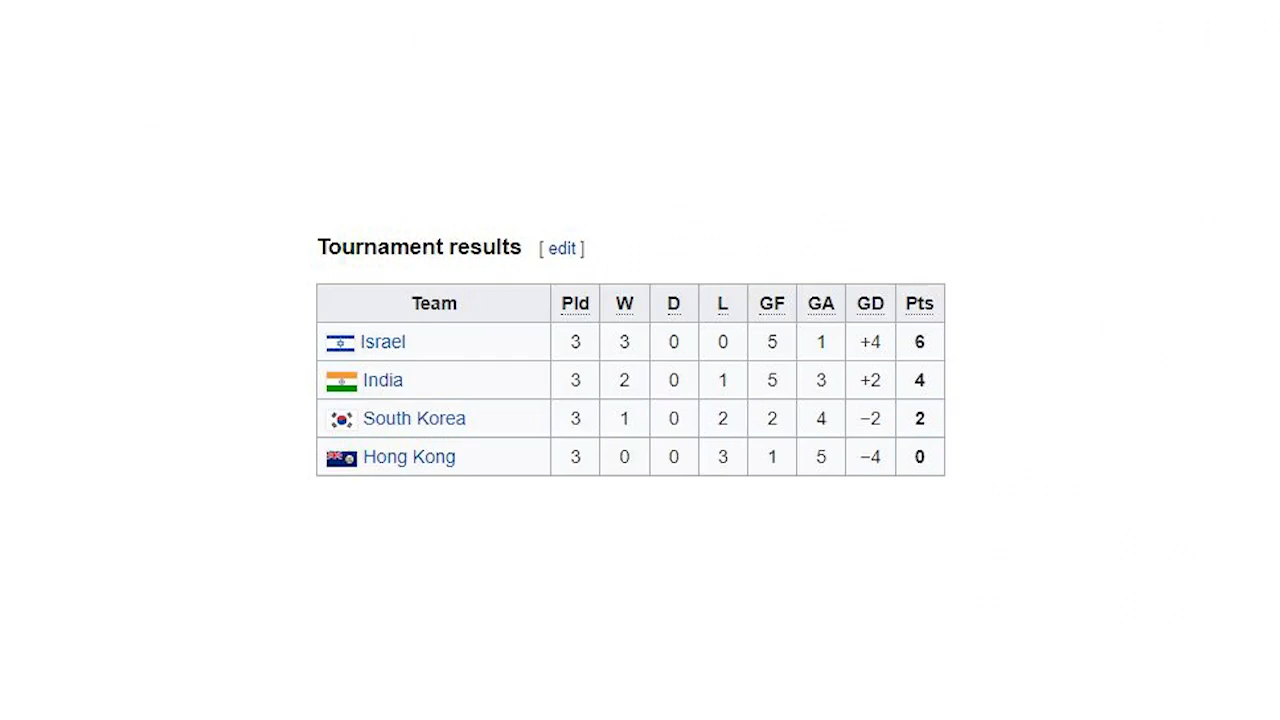 Tournament results [ edit ]
Team Pld W D L GF GA GD Pts
Israel 3 3 0 0 5 1 +4 6
India 3 2 0 1 5 3 +2 4
South Korea 3 1 0 2 2 4 −2 2
Hong Kong 3 0 0 3 1 5 −4 0